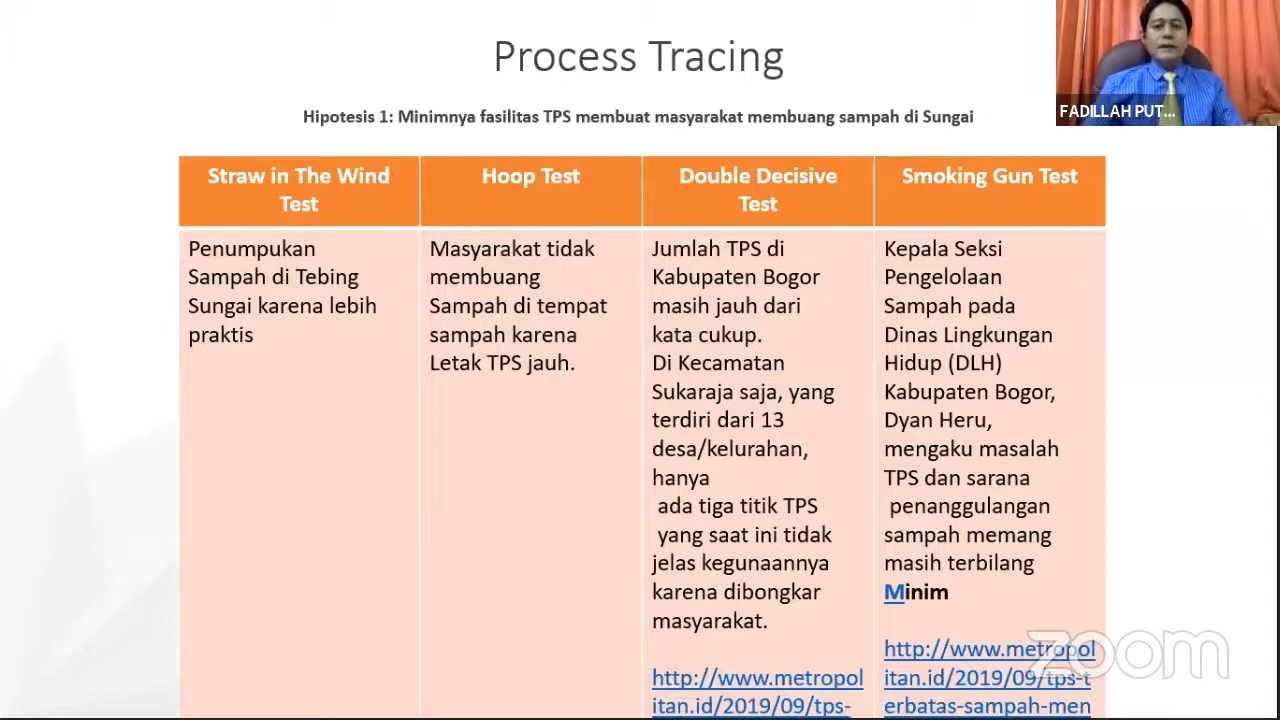 Process Tracing
FADILLAH PUT...
Hipotesis 1: Minimnya fasilitas TPS membuat masyarakat membuang sampah di Sungai
Straw in The Wind
Test
Hoop Test
Double Decisive
Test
Smoking Gun Test
Penumpukan
Sampah di Tebing
Sungai karena lebih
praktis
Masyarakat tidak
membuang
Sampah di tempat
sampah karena
Letak TPS jauh.
Jumlah TPS di
Kabupaten Bogor
masih jauh dari
kata cukup.
Di Kecamatan
Sukaraja saja, yang
terdiri dari 13
desa/kelurahan,
hanya
ada tiga titik TPS
yang saat ini tidak
jelas kegunaannya
karena dibongkar
masyarakat.
http://www.metropol
itan.id/2019/09/tps-
Kepala Seksi
Pengelolaan
Sampah pada
Dinas Lingkungan
Hidup (DLH)
Kabupaten Bogor,
Dyan Heru,
mengaku masalah
TPS dan sarana
penanggulangan
sampah memang
masih terbilang
Minim
http://www.metropol
itan.id/2019/09/tps-t
erbatas-sampah-men
zoom